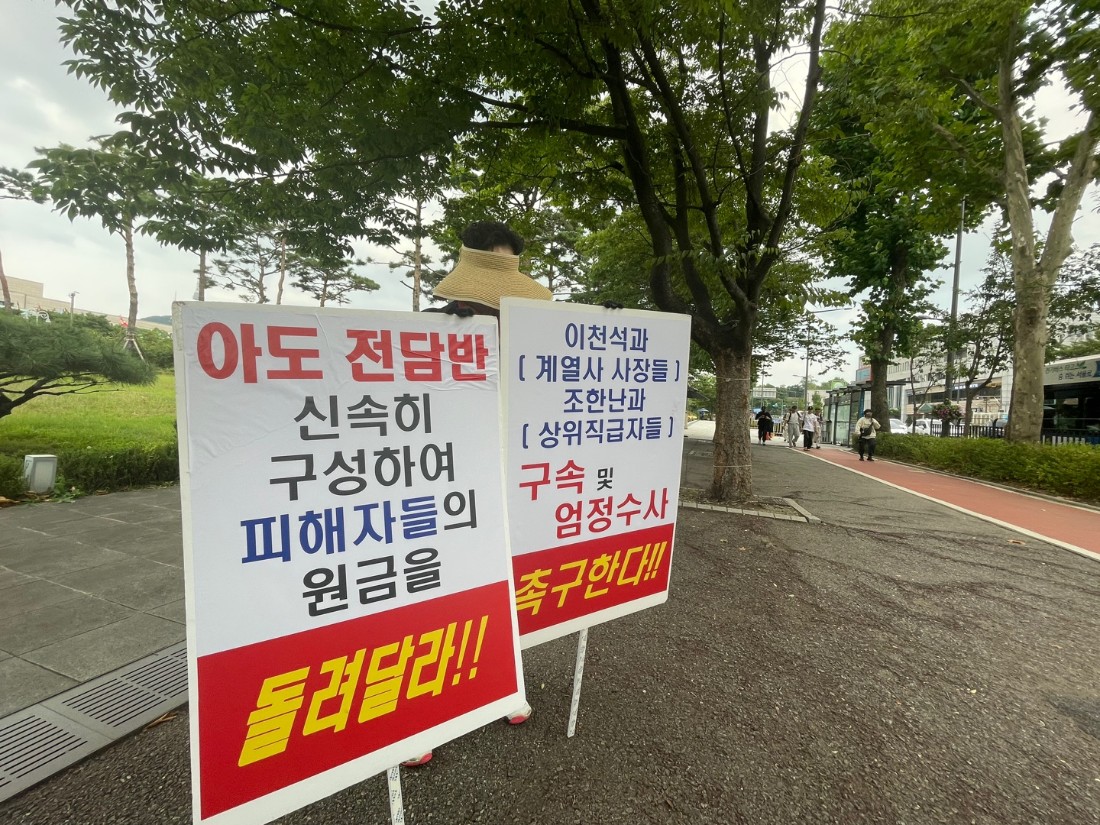 아도 전담반
신속히
구성하여
피해자들의
원금을
돌려달라!!
이천석과
[ 계열사 사장들 ]
조한난과
[ 상위직급자들 ]
구속 및
엄정수사
촉구한다!!